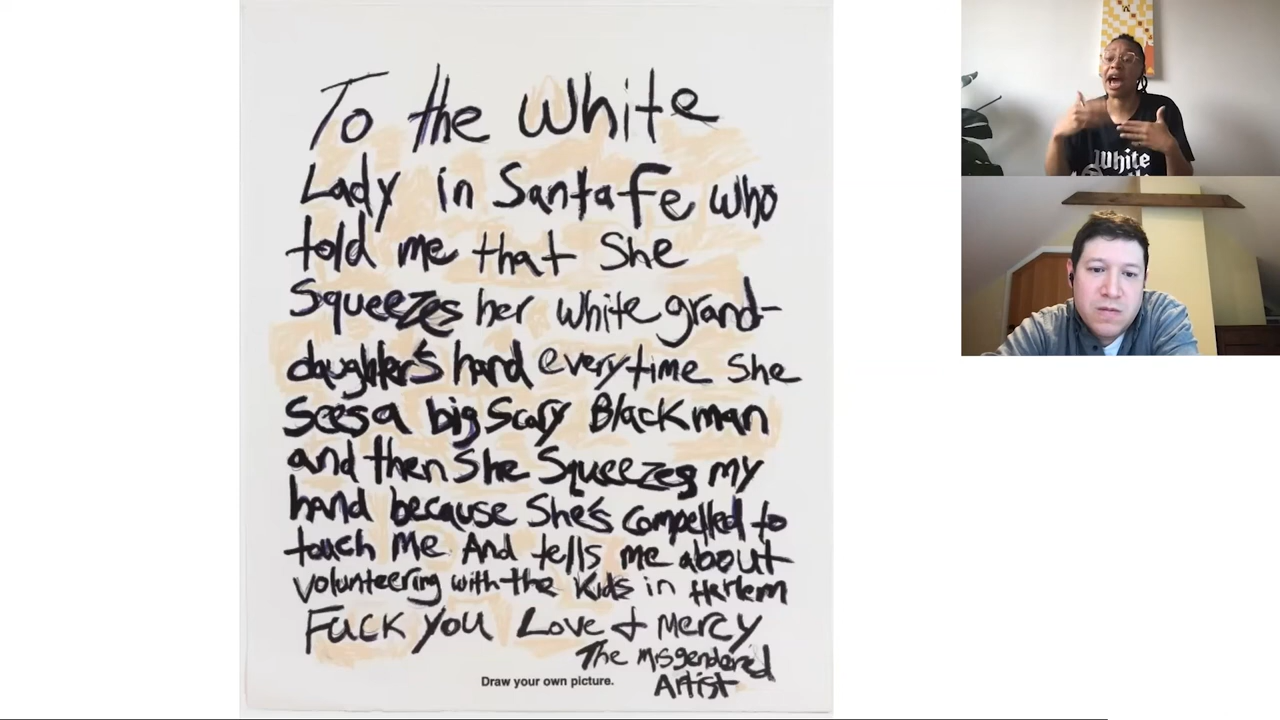 To the White
Lady in Santa Fe who
told me that She
Squeezes her white grand-
daughter's hand everytime She
Sees a big Scary Black man
and then She Squeezes my
hand because She's compelled to
touch me And tells me about
volunteering with the Kids in Harlem
Fuck you Love & Mercy
The Misgendered
Artist
Draw your own picture.
White